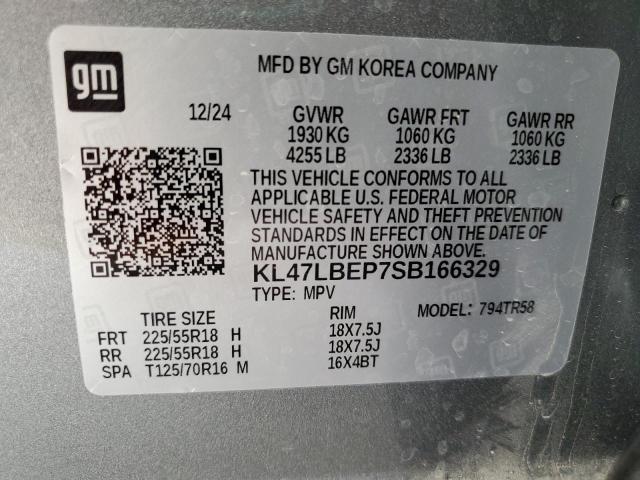 gm
MFD BY GM KOREA COMPANY
12/24
GVWR GAWR FRT GAWR RR
1930 KG 1060 KG 1060 KG
4255 LB 2336 LB 2336 LB
THIS VEHICLE CONFORMS TO ALL
APPLICABLE U.S. FEDERAL MOTOR
VEHICLE SAFETY AND THEFT PREVENTION
STANDARDS IN EFFECT ON THE DATE OF
MANUFACTURE SHOWN ABOVE.
KL47LBEP7SB166329
TYPE: MPV MODEL: 794TR58
TIRE SIZE RIM
FRT 225/55R18 H 18X7.5J
RR 225/55R18 H 18X7.5J
SPA T125/70R16 M 16X4BT